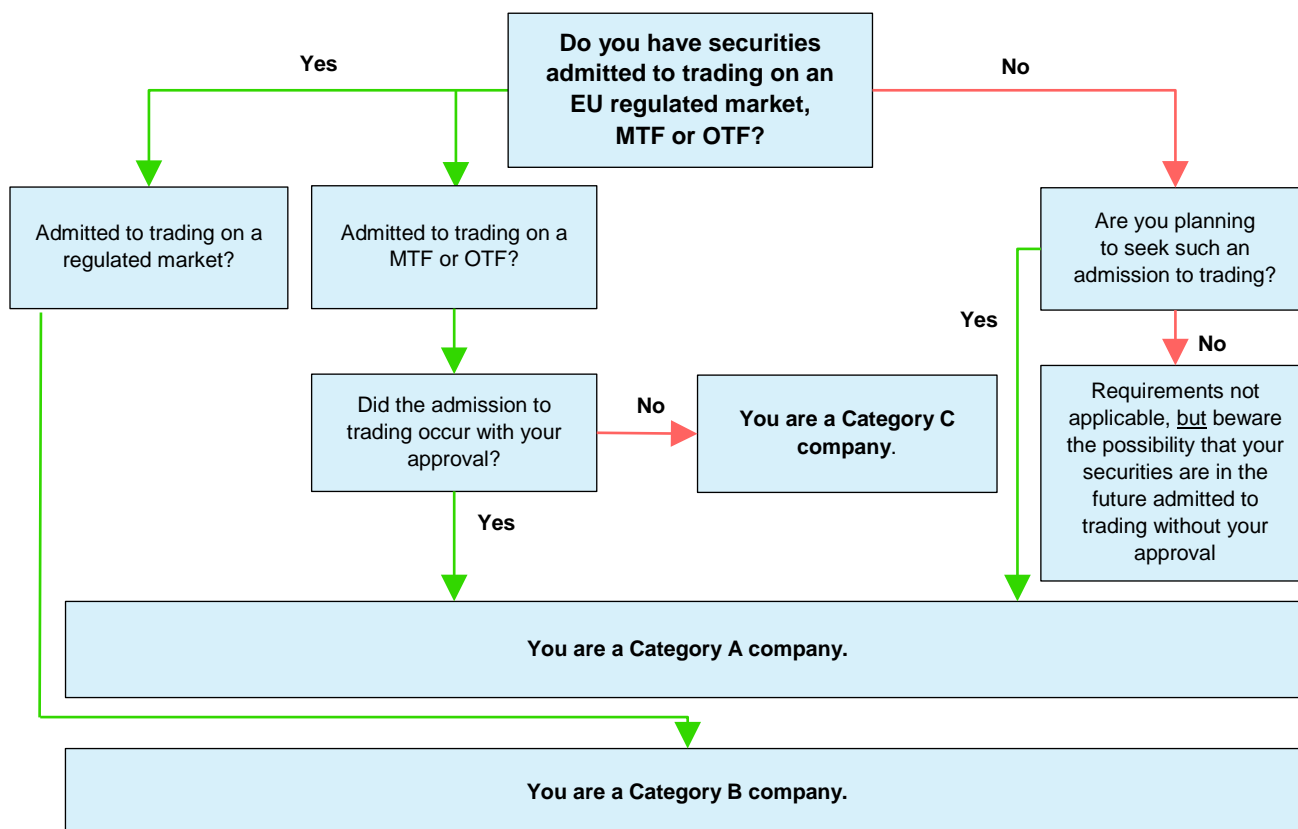 Do you have securities
admitted to trading on an
EU regulated market,
MTF or OTF?
Yes
No
Admitted to trading on a
regulated market?
Admitted to trading on a
MTF or OTF?
Are you planning
to seek such an
admission to trading?
Yes
No
Did the admission to
trading occur with your
approval?
No
You are a Category C
company.
Requirements not
applicable, but beware
the possibility that your
securities are in the
future admitted to
trading without your
approval
Yes
You are a Category A company.
You are a Category B company.